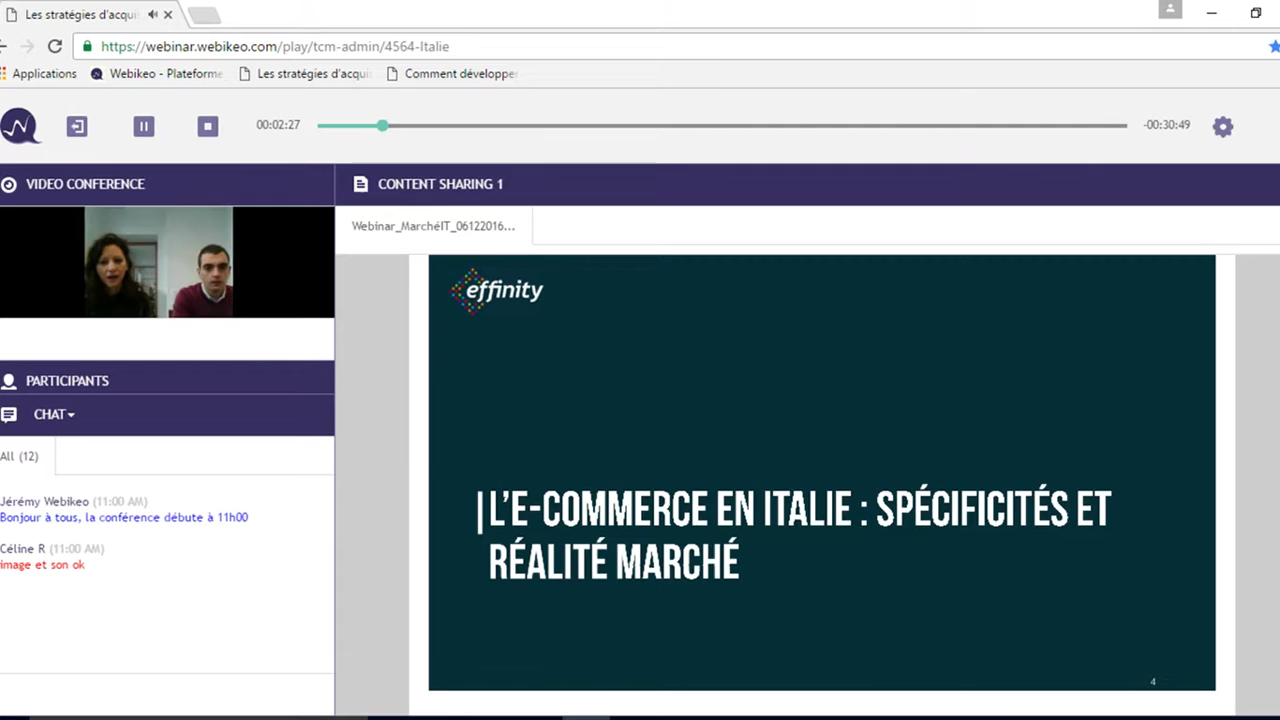 Les stratégies d'acqui
https://webinar.webikeo.com/play/tcm-admin/4564-Italie
Applications
Webikeo - Plateforme
Les stratégies d'acqui
Comment développer
00:02:27
-00:30:49
VIDEO CONFERENCE
CONTENT SHARING 1
Webinar_MarchéIT_06122016...
effinity
PARTICIPANTS
CHAT
All (12)
Jérémy Webikeo (11:00 AM)
Bonjour à tous, la conférence débute à 11h00
Céline R (11:00 AM)
image et son ok
|L'E-COMMERCE EN ITALIE : SPÉCIFICITÉS ET
RÉALITÉ MARCHÉ
4